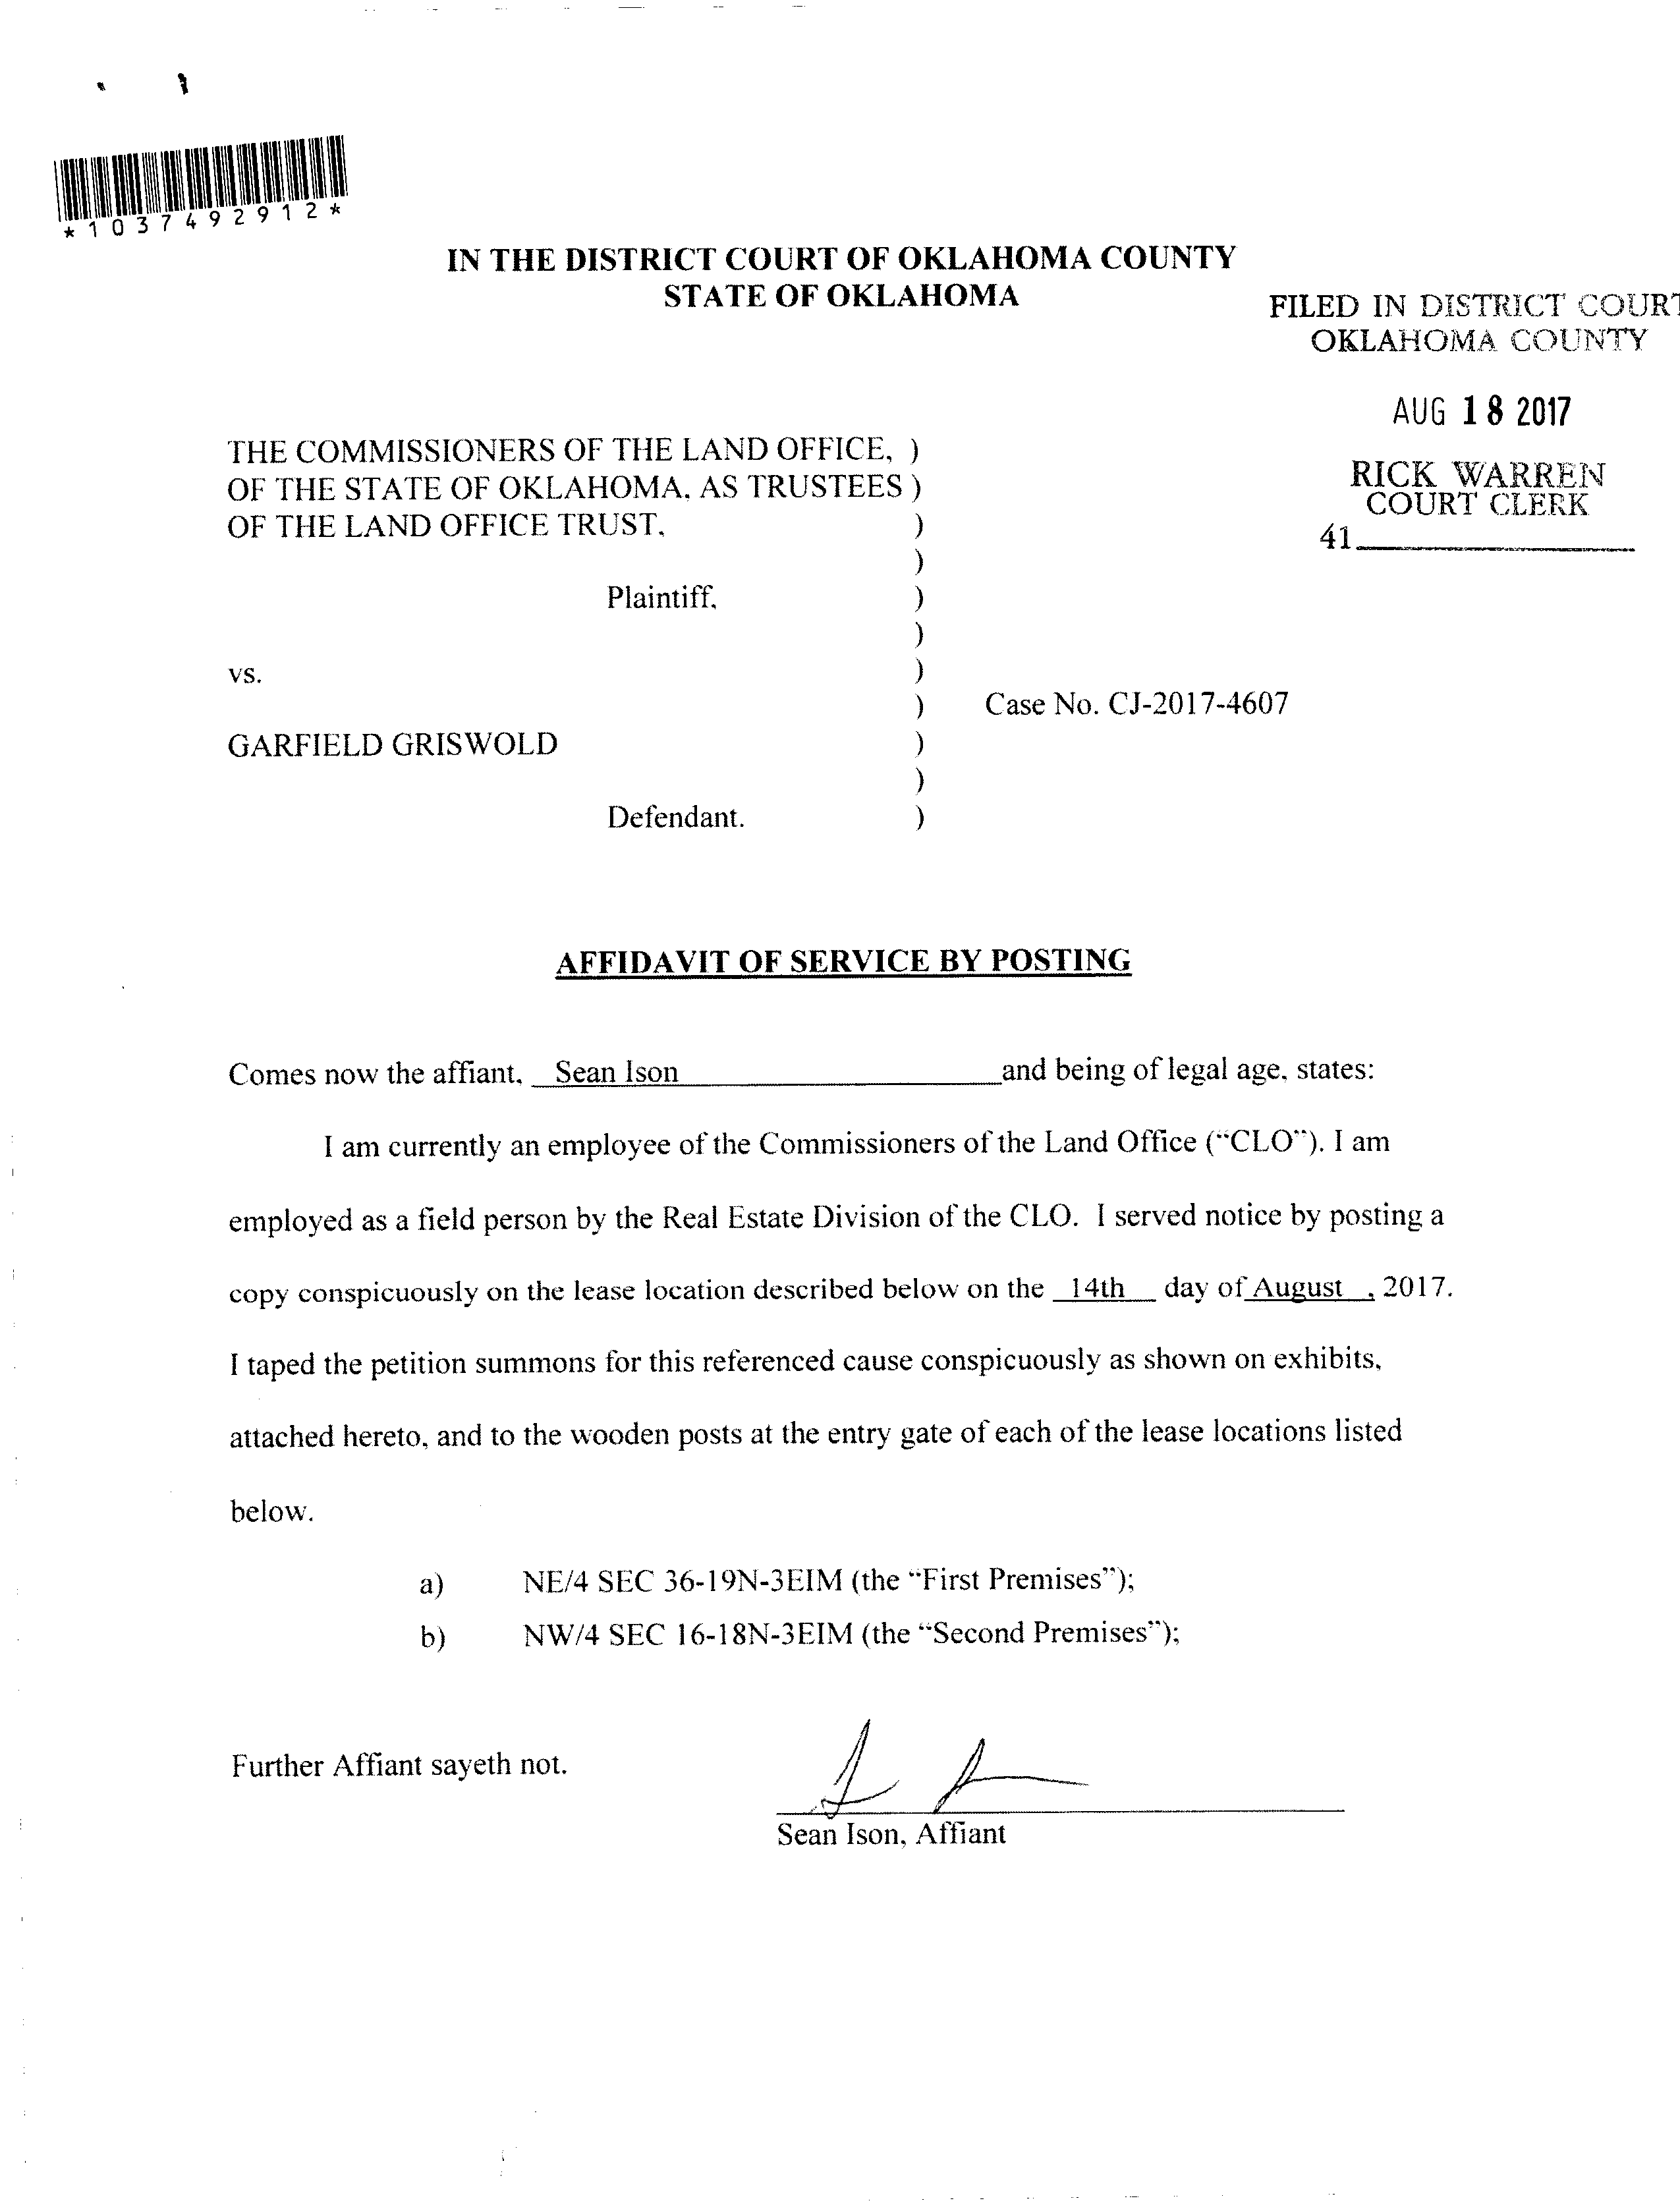 *1037492912*
IN THE DISTRICT COURT OF OKLAHOMA COUNTY
STATE OF OKLAHOMA
FILED IN DISTRICT COURT
OKLAHOMA COUNTY
AUG 18 2017
RICK WARREN
COURT CLERK
41
THE COMMISSIONERS OF THE LAND OFFICE, )
OF THE STATE OF OKLAHOMA, AS TRUSTEES )
OF THE LAND OFFICE TRUST, )
)
Plaintiff, )
)
vs. )
) Case No. CJ-2017-4607
GARFIELD GRISWOLD )
)
Defendant. )
AFFIDAVIT OF SERVICE BY POSTING
Comes now the affiant, Sean Ison and being of legal age, states:
I am currently an employee of the Commissioners of the Land Office (“CLO”). I am
employed as a field person by the Real Estate Division of the CLO. I served notice by posting a
copy conspicuously on the lease location described below on the 14th day of August , 2017.
I taped the petition summons for this referenced cause conspicuously as shown on exhibits,
attached hereto, and to the wooden posts at the entry gate of each of the lease locations listed
below.
a) NE/4 SEC 36-19N-3EIM (the “First Premises”);
b) NW/4 SEC 16-18N-3EIM (the “Second Premises”);
Further Affiant sayeth not.
Sean Ison, Affiant